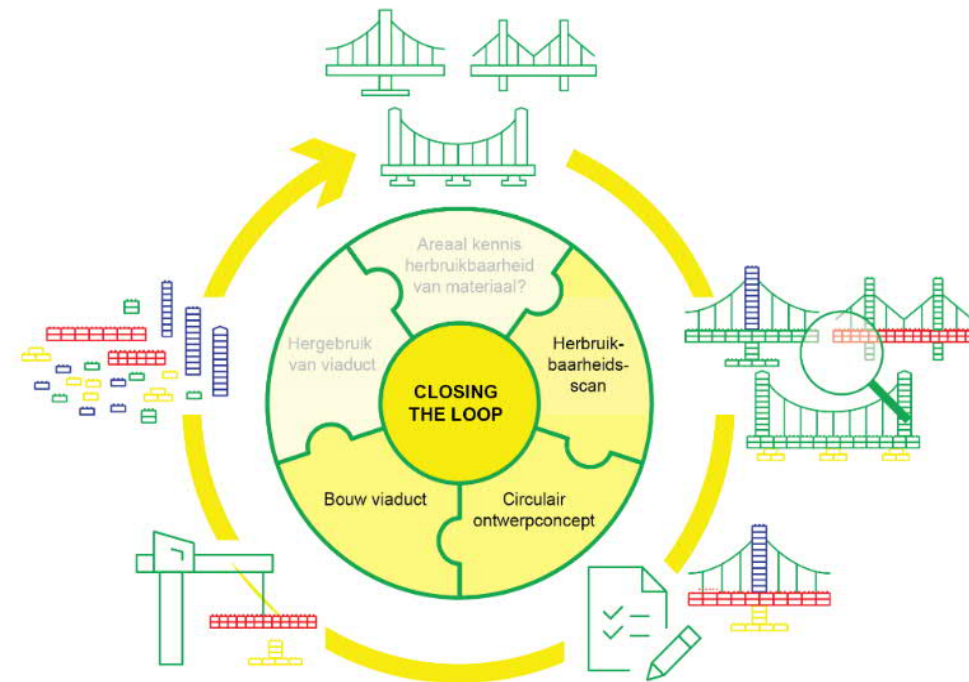 Areaal kennis
herbruikbaarheid
van materiaal?
Herbruik-
baarheids-
scan
Circulair
ontwerpconcept
Bouw viaduct
Hergebruik
van viaduct
CLOSING
THE LOOP